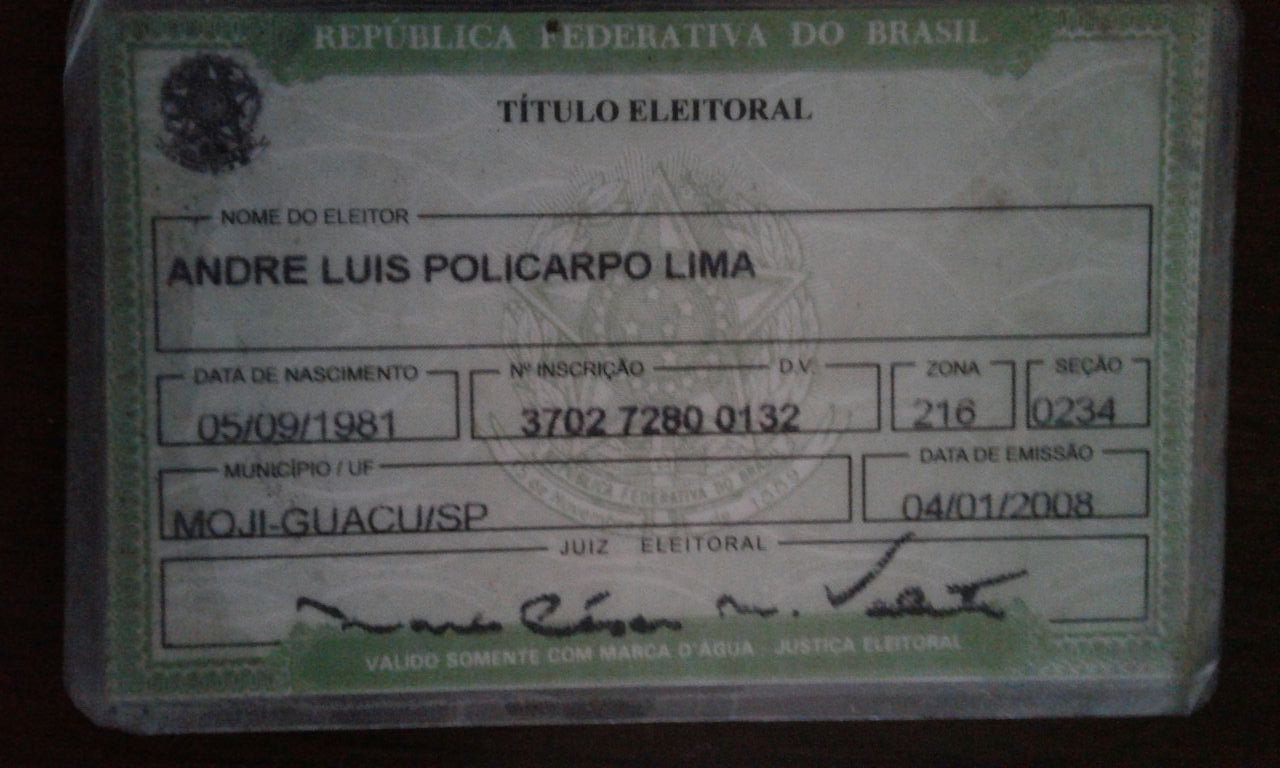 REPÚBLICA FEDERATIVA DO BRASIL
TÍTULO ELEITORAL
NOME DO ELEITOR
ANDRE LUIS POLICARPO LIMA
DATA DE NASCIMENTO Nº INSCRIÇÃO D.V. ZONA SEÇÃO
05/09/1981 3702 7280 0132 216 0234
MUNICÍPIO / UF DATA DE EMISSÃO
MOJI-GUACU/SP 04/01/2008
JUIZ ELEITORAL
VALIDO SOMENTE COM MARCA D'ÁGUA - JUSTIÇA ELEITORAL